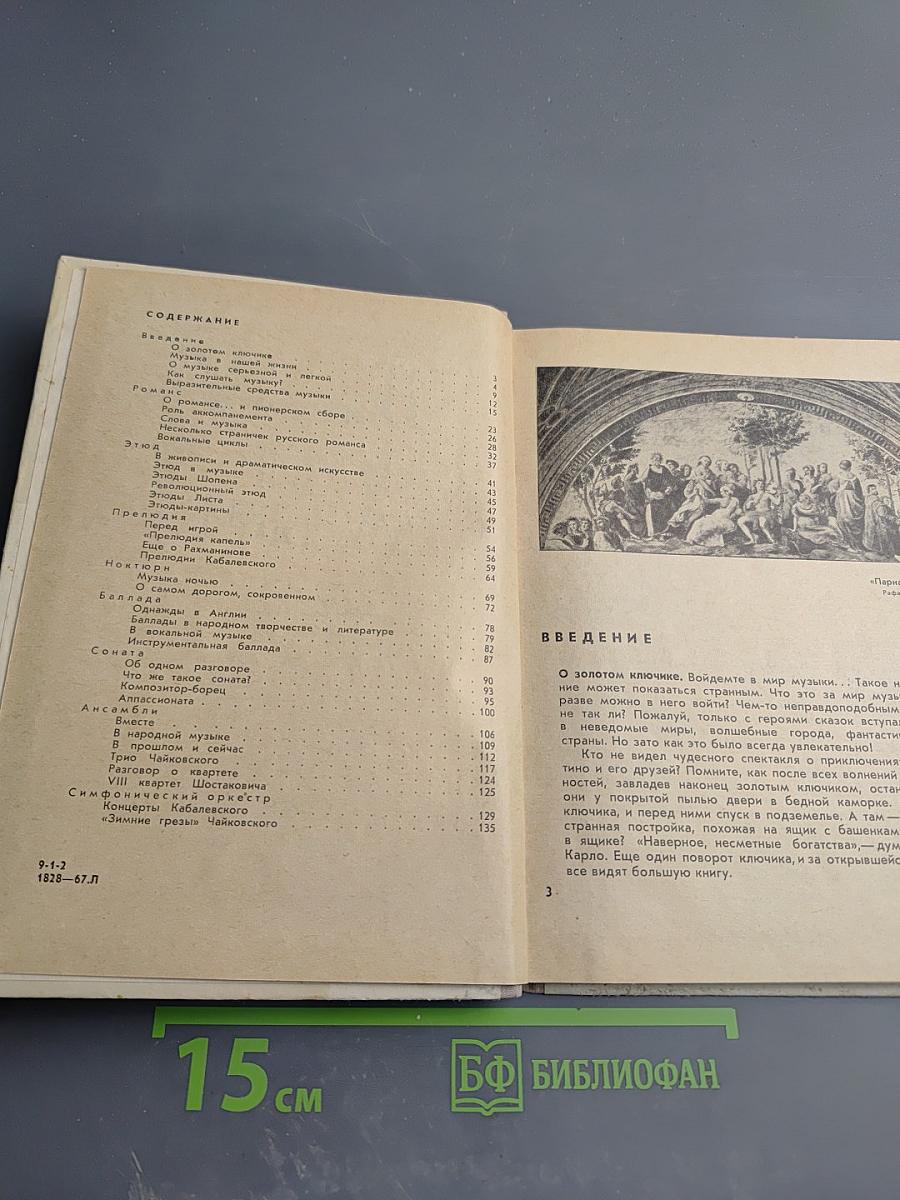 СОДЕРЖАНИЕ
Введение
О золотом ключике 3
Музыка в нашей жизни 4
О музыке серьезной и легкой 9
Как слушать музыку? 12
Выразительные средства музыки 15
Романс
О романсе... и пионерском сборе 23
Роль аккомпанемента 26
Слова и музыка 28
Несколько страничек русского романса 32
Вокальные циклы 37
Этюд
В живописи и драматическом искусстве 41
Этюд в музыке 43
Этюды Шопена 45
Революционный этюд 47
Этюды Листа 49
Этюды-картины 51
Прелюдия
Перед игрой 54
«Прелюдия капель» 56
Еще о Рахманинове 59
Прелюдии Кабалевского 64
Ноктюрн
Музыка ночью 69
О самом дорогом, сокровенном 72
Баллада
Однажды в Англии 78
Баллады в народном творчестве и литературе 79
В вокальной музыке 82
Инструментальная баллада 87
Соната
Об одном разговоре 90
Что же такое соната? 93
Композитор-борец 95
Аппассионата 100
Ансамбли
Вместе 106
В народной музыке 109
В прошлом и сейчас 112
Трио Чайковского 117
Разговор о квартете 124
VIII квартет Шостаковича 125
Симфонический оркестр
Концерты Кабалевского 129
«Зимние грезы» Чайковского 135
9-1-2
1828—67.Л
«Парна
Рафа
ВВЕДЕНИЕ
О золотом ключике. Войдемте в мир музыки... Такое н
ние может показаться странным. Что это за мир музы
разве можно в него войти? Чем-то неправдоподобным
не так ли? Пожалуй, только с героями сказок вступа
в неведомые миры, волшебные города, фантасти
страны. Но зато как это было всегда увлекательно!
Кто не видел чудесного спектакля о приключения
тино и его друзей? Помните, как после всех волнений
ностей, завладев наконец золотым ключиком, остан
они у покрытой пылью двери в бедной каморке.
ключика, и перед ними спуск в подземелье. А там —
странная постройка, похожая на ящик с башенкам
в ящике? «Наверное, несметные богатства»,— дум
Карло. Еще один поворот ключика, и за открывшейс
все видят большую книгу.
3
15 см
БФ БИБЛИОФАН